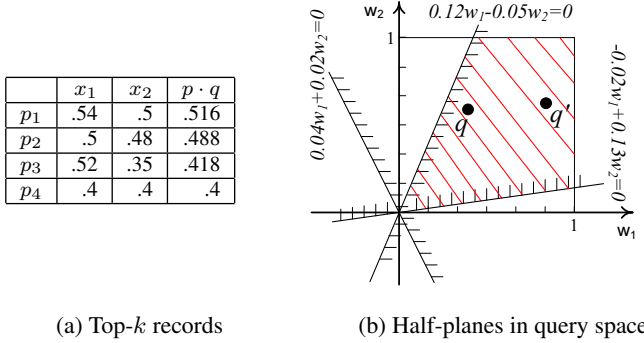 x₁ x₂ p · q
p₁ .54 .5 .516
p₂ .5 .48 .488
p₃ .52 .35 .418
p₄ .4 .4 .4
(a) Top-k records
w₂
0.12w₁-0.05w₂=0
0.04w₁+0.02w₂=0
-0.02w₁+0.13w₂=0
1
q
q'
1
w₁
(b) Half-planes in query space